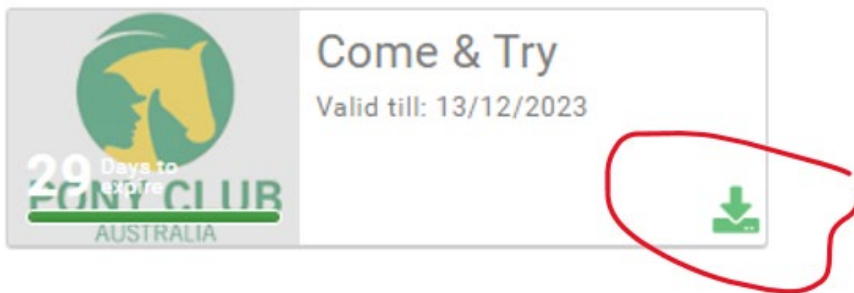 Come & Try
Valid till: 13/12/2023
29 Days to
expire
PONY CLUB
AUSTRALIA